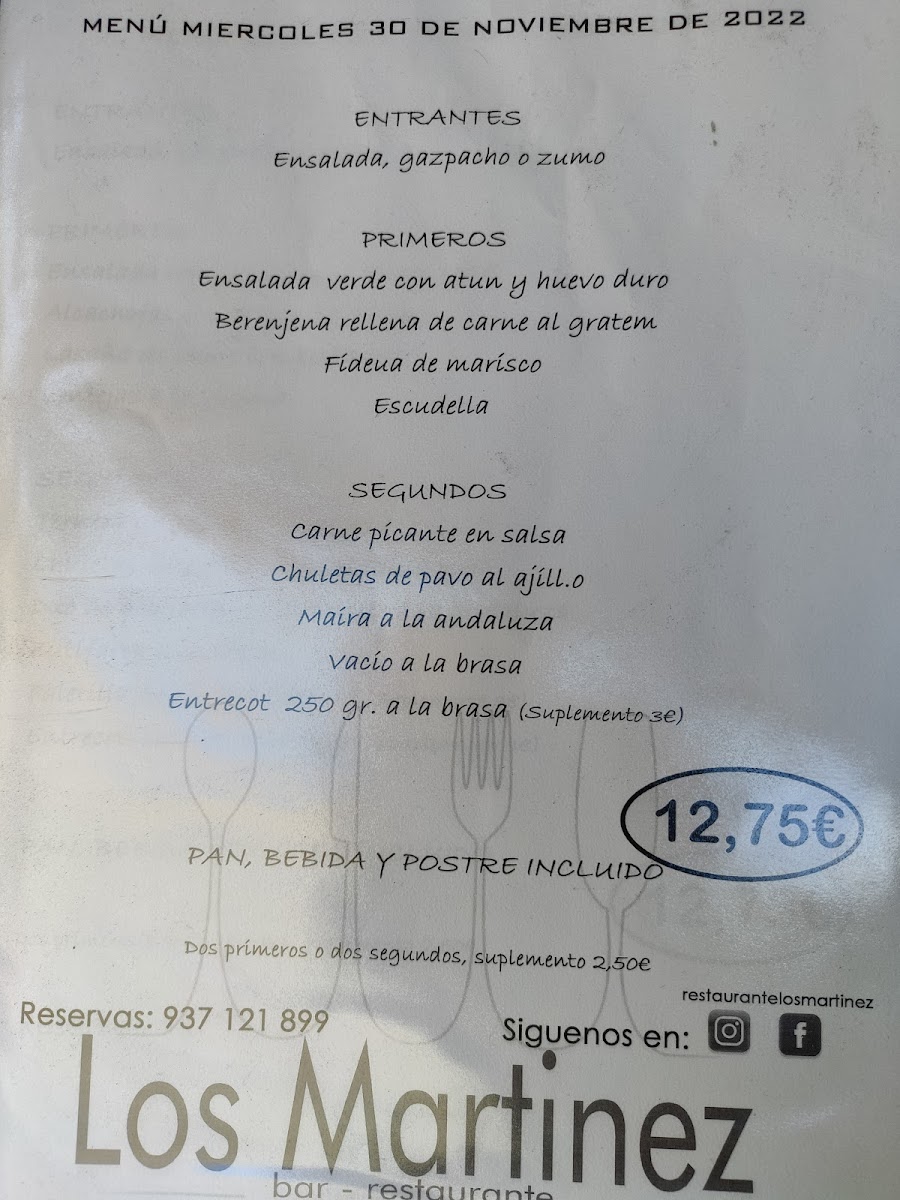 MENÚ MIERCOLES 30 DE NOVIEMBRE DE 2022
ENTRANTES
Ensalada, gazpacho o zumo
PRIMEROS
Ensalada verde con atun y huevo duro
Berenjena rellena de carne al gratem
Fideua de marisco
Escudella
SEGUNDOS
Carne picante en salsa
Chuletas de pavo al ajill.o
Maira a la andaluza
Vacio a la brasa
Entrecot 250 gr. a la brasa (Suplemento 3€)
12,75€
PAN, BEBIDA Y POSTRE INCLUIDO
Dos primeros o dos segundos, suplemento 2,50€
restaurantelosmartinez
Reservas: 937 121 899
Siguenos en:
Los Martinez
bar - restaurante